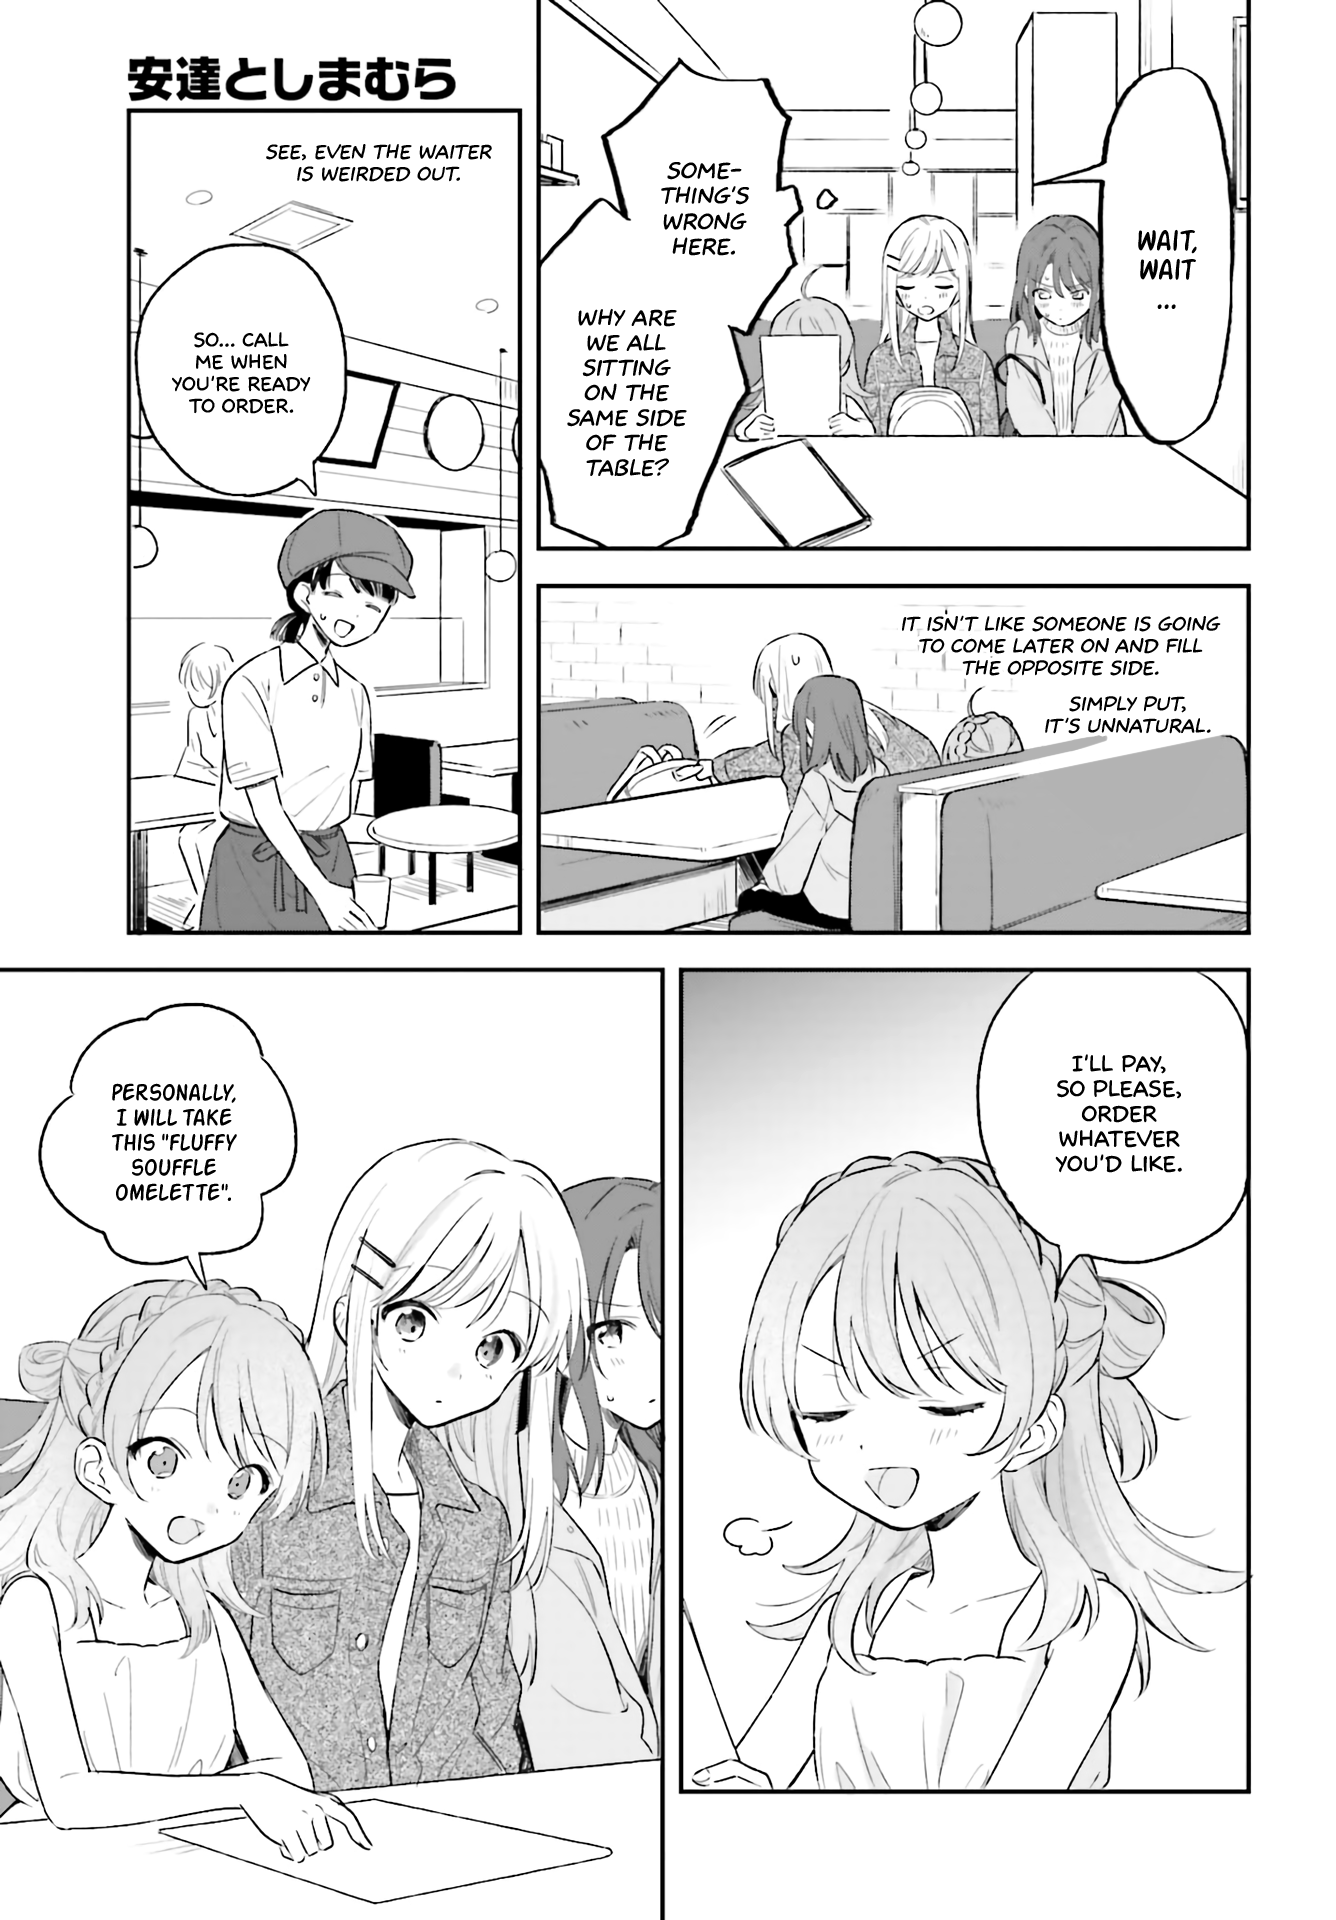 安達としまむら
WAIT,
WAIT
...
SOME-
THING'S
WRONG
HERE.
WHY ARE
WE ALL
SITTING
ON THE
SAME SIDE
OF THE
TABLE?
IT ISN'T LIKE SOMEONE IS GOING
TO COME LATER ON AND FILL
THE OPPOSITE SIDE.
SIMPLY PUT,
IT'S UNNATURAL.
SEE, EVEN THE WAITER
IS WEIRDED OUT.
SO... CALL
ME WHEN
YOU'RE READY
TO ORDER.
I'LL PAY,
SO PLEASE,
ORDER
WHATEVER
YOU'D LIKE.
PERSONALLY,
I WILL TAKE
THIS "FLUFFY
SOUFFLE
OMELETTE".